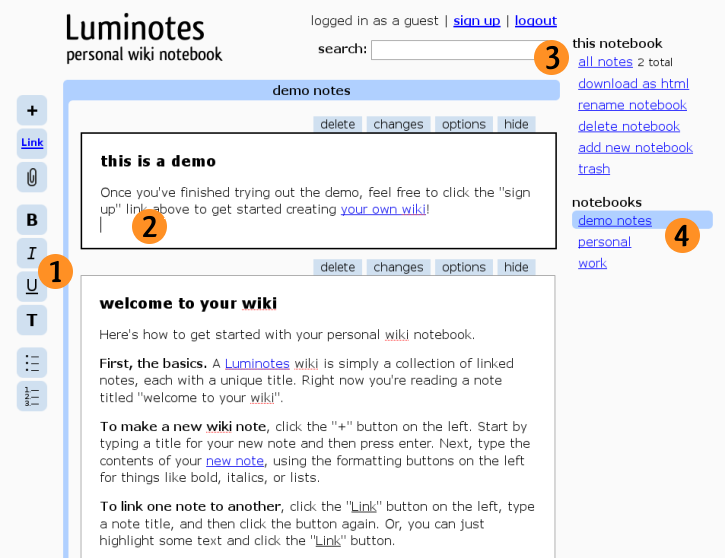 Luminotes
personal wiki notebook
logged in as a guest | sign up | logout
search:
3
this notebook
all notes 2 total
download as html
rename notebook
delete notebook
add new notebook
trash
notebooks
demo notes
4
personal
work
demo notes
+
Link
B
I
1
U
T
1
2
3
delete changes options hide
this is a demo
Once you've finished trying out the demo, feel free to click the "sign
up" link above to get started creating your own wiki!
2
delete changes options hide
welcome to your wiki
Here's how to get started with your personal wiki notebook.
First, the basics. A Luminotes wiki is simply a collection of linked
notes, each with a unique title. Right now you're reading a note
titled "welcome to your wiki".
To make a new wiki note, click the "+" button on the left. Start by
typing a title for your new note and then press enter. Next, type the
contents of your new note, using the formatting buttons on the left
for things like bold, italics, or lists.
To link one note to another, click the "Link" button on the left, type
a note title, and then click the button again. Or, you can just
highlight some text and click the "Link" button.